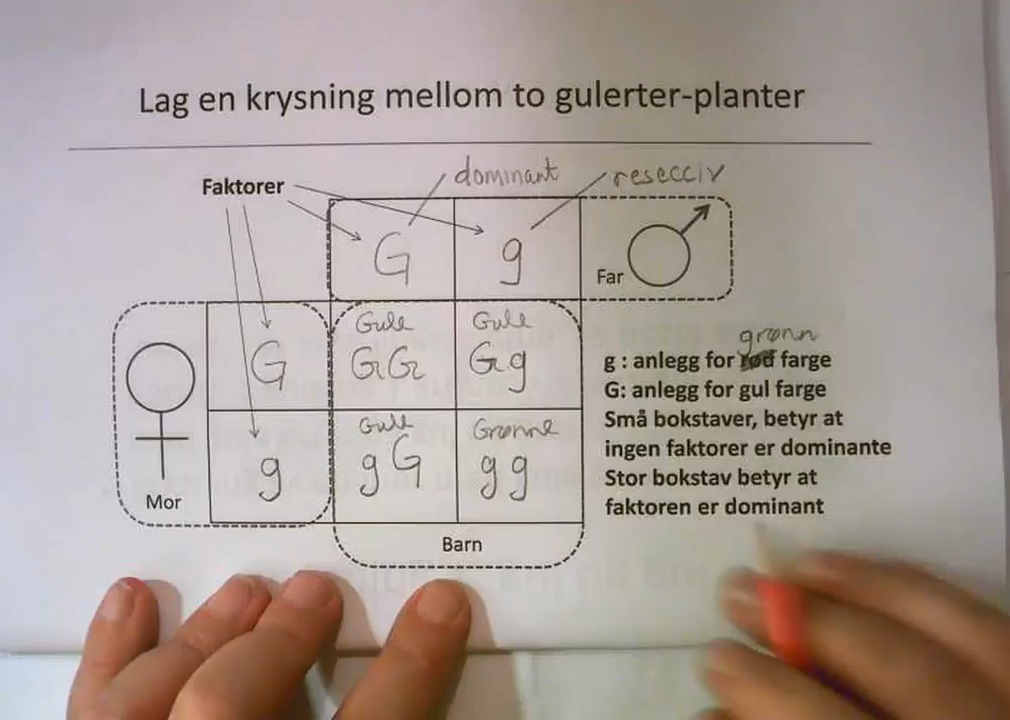 Lag en krysning mellom to gulerter-planter
Faktorer
dominant
resecciv
G
g
Far
Gule
Gule
G
GG
Gg
Gule
Grønne
g
gG
gg
Mor
Barn
grønn
g : anlegg for rød farge
G: anlegg for gul farge
Små bokstaver, betyr at
ingen faktorer er dominante
Stor bokstav betyr at
faktoren er dominant